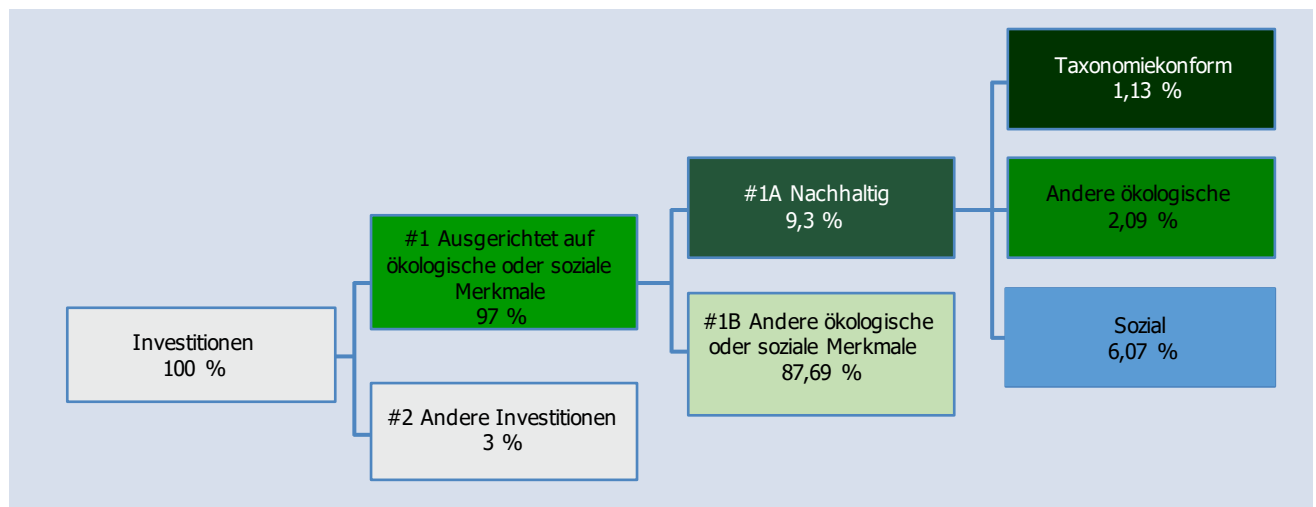 Investitionen
100 %
#1 Ausgerichtet auf
ökologische oder soziale
Merkmale
97 %
#2 Andere Investitionen
3 %
#1A Nachhaltig
9,3 %
#1B Andere ökologische
oder soziale Merkmale
87,69 %
Taxonomiekonform
1,13 %
Andere ökologische
2,09 %
Sozial
6,07 %